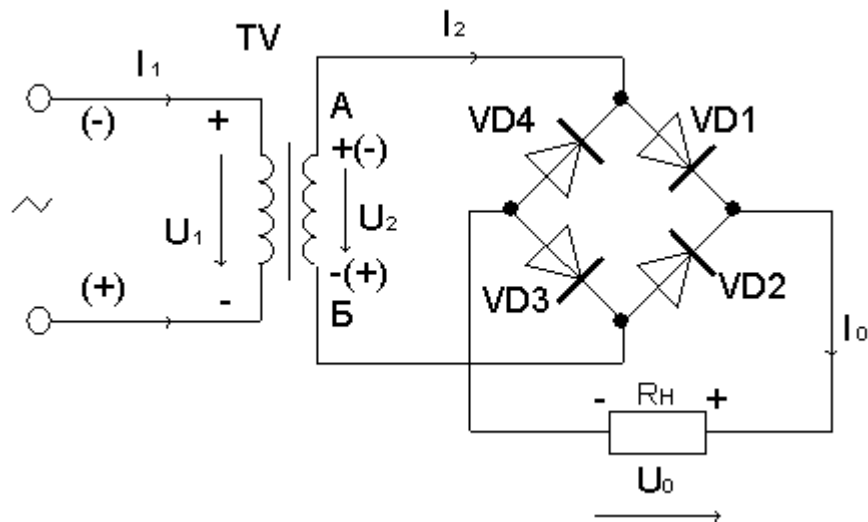 TV
I₁
I₂
(-)
+
А
+(-)
U₁
U₂
-(+)
Б
(+)
-
VD4
VD1
VD3
VD2
I₀
-
Rн
+
U₀